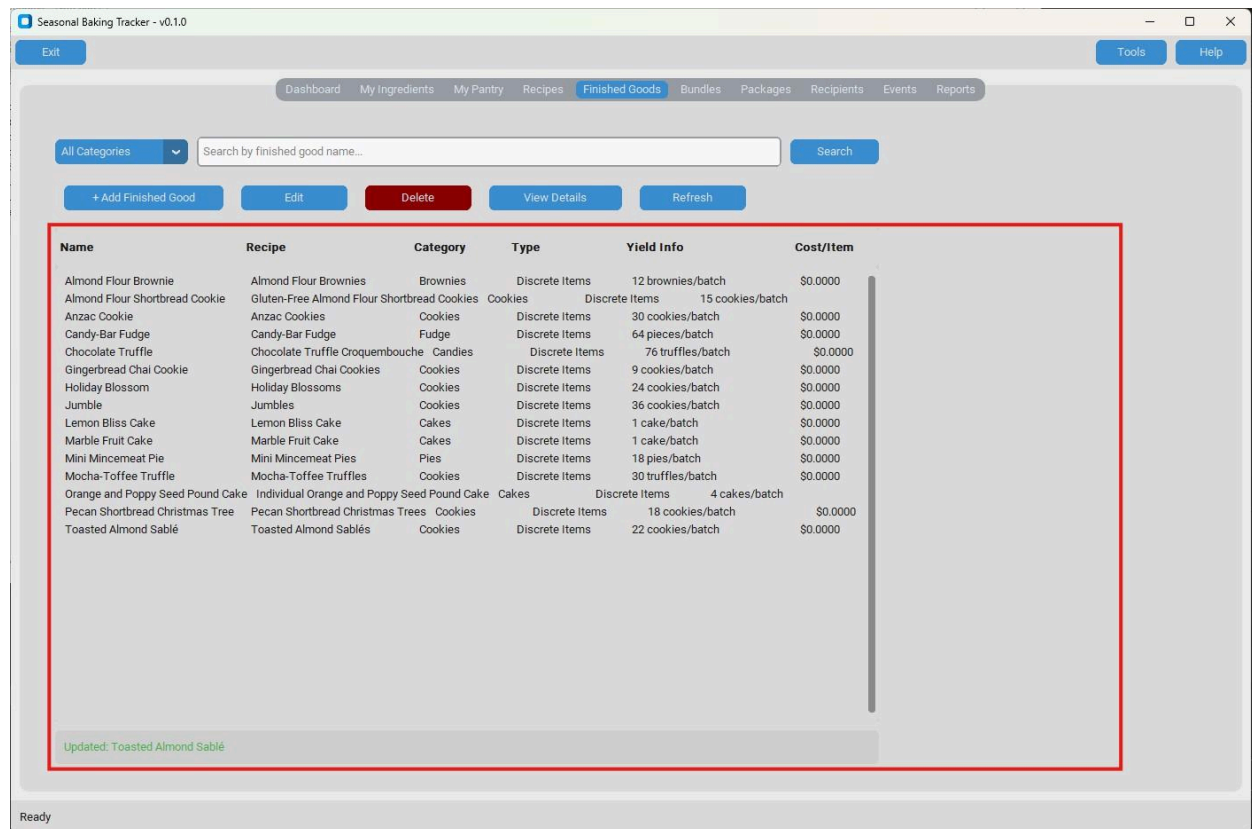 Seasonal Baking Tracker - v0.1.0
Exit Tools Help
Dashboard My Ingredients My Pantry Recipes Finished Goods Bundles Packages Recipients Events Reports
All Categories Search by finished good name... Search
+ Add Finished Good Edit Delete View Details Refresh
Name Recipe Category Type Yield Info Cost/Item
Almond Flour Brownie Almond Flour Brownies Brownies Discrete Items 12 brownies/batch $0.0000
Almond Flour Shortbread Cookie Gluten-Free Almond Flour Shortbread Cookies Cookies Discrete Items 15 cookies/batch
Anzac Cookie Anzac Cookies Cookies Discrete Items 30 cookies/batch $0.0000
Candy-Bar Fudge Candy-Bar Fudge Fudge Discrete Items 64 pieces/batch $0.0000
Chocolate Truffle Chocolate Truffle Croquembouche Candies Discrete Items 76 truffles/batch $0.0000
Gingerbread Chai Cookie Gingerbread Chai Cookies Cookies Discrete Items 9 cookies/batch $0.0000
Holiday Blossom Holiday Blossoms Cookies Discrete Items 24 cookies/batch $0.0000
Jumble Jumbles Cookies Discrete Items 36 cookies/batch $0.0000
Lemon Bliss Cake Lemon Bliss Cake Cakes Discrete Items 1 cake/batch $0.0000
Marble Fruit Cake Marble Fruit Cake Cakes Discrete Items 1 cake/batch $0.0000
Mini Mincemeat Pie Mini Mincemeat Pies Pies Discrete Items 18 pies/batch $0.0000
Mocha-Toffee Truffle Mocha-Toffee Truffles Cookies Discrete Items 30 truffles/batch $0.0000
Orange and Poppy Seed Pound Cake Individual Orange and Poppy Seed Pound Cake Cakes Discrete Items 4 cakes/batch
Pecan Shortbread Christmas Tree Pecan Shortbread Christmas Trees Cookies Discrete Items 18 cookies/batch $0.0000
Toasted Almond Sablé Toasted Almond Sablés Cookies Discrete Items 22 cookies/batch $0.0000
Updated: Toasted Almond Sablé
Ready